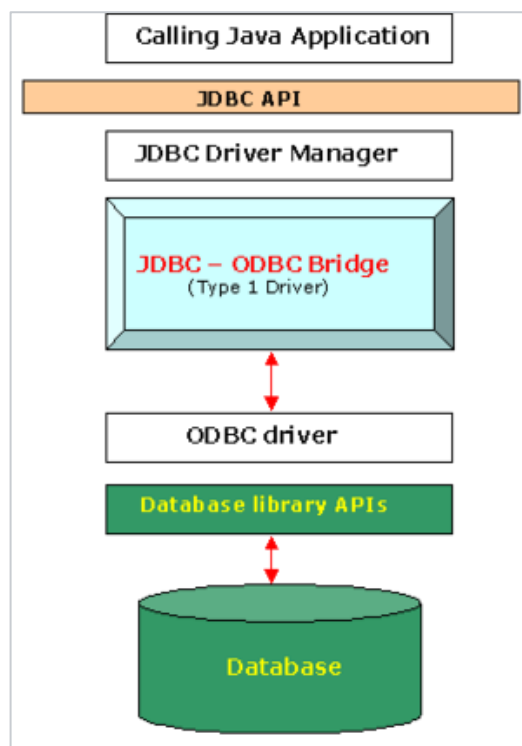 Calling Java Application
JDBC API
JDBC Driver Manager
JDBC – ODBC Bridge
(Type 1 Driver)
ODBC driver
Database library APIs
Database